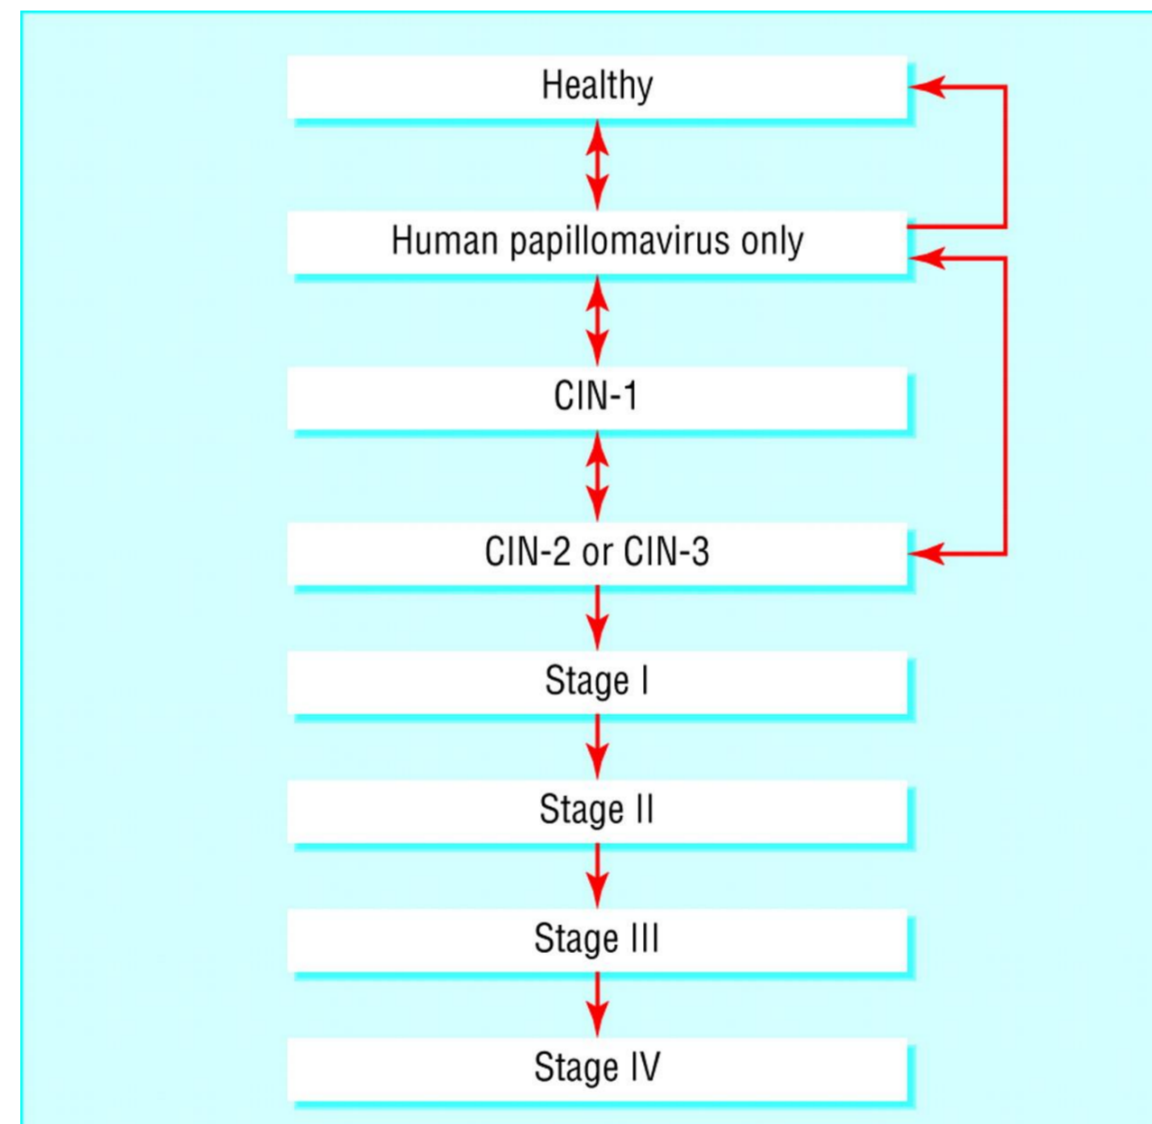 Healthy
Human papillomavirus only
CIN-1
CIN-2 or CIN-3
Stage I
Stage II
Stage III
Stage IV